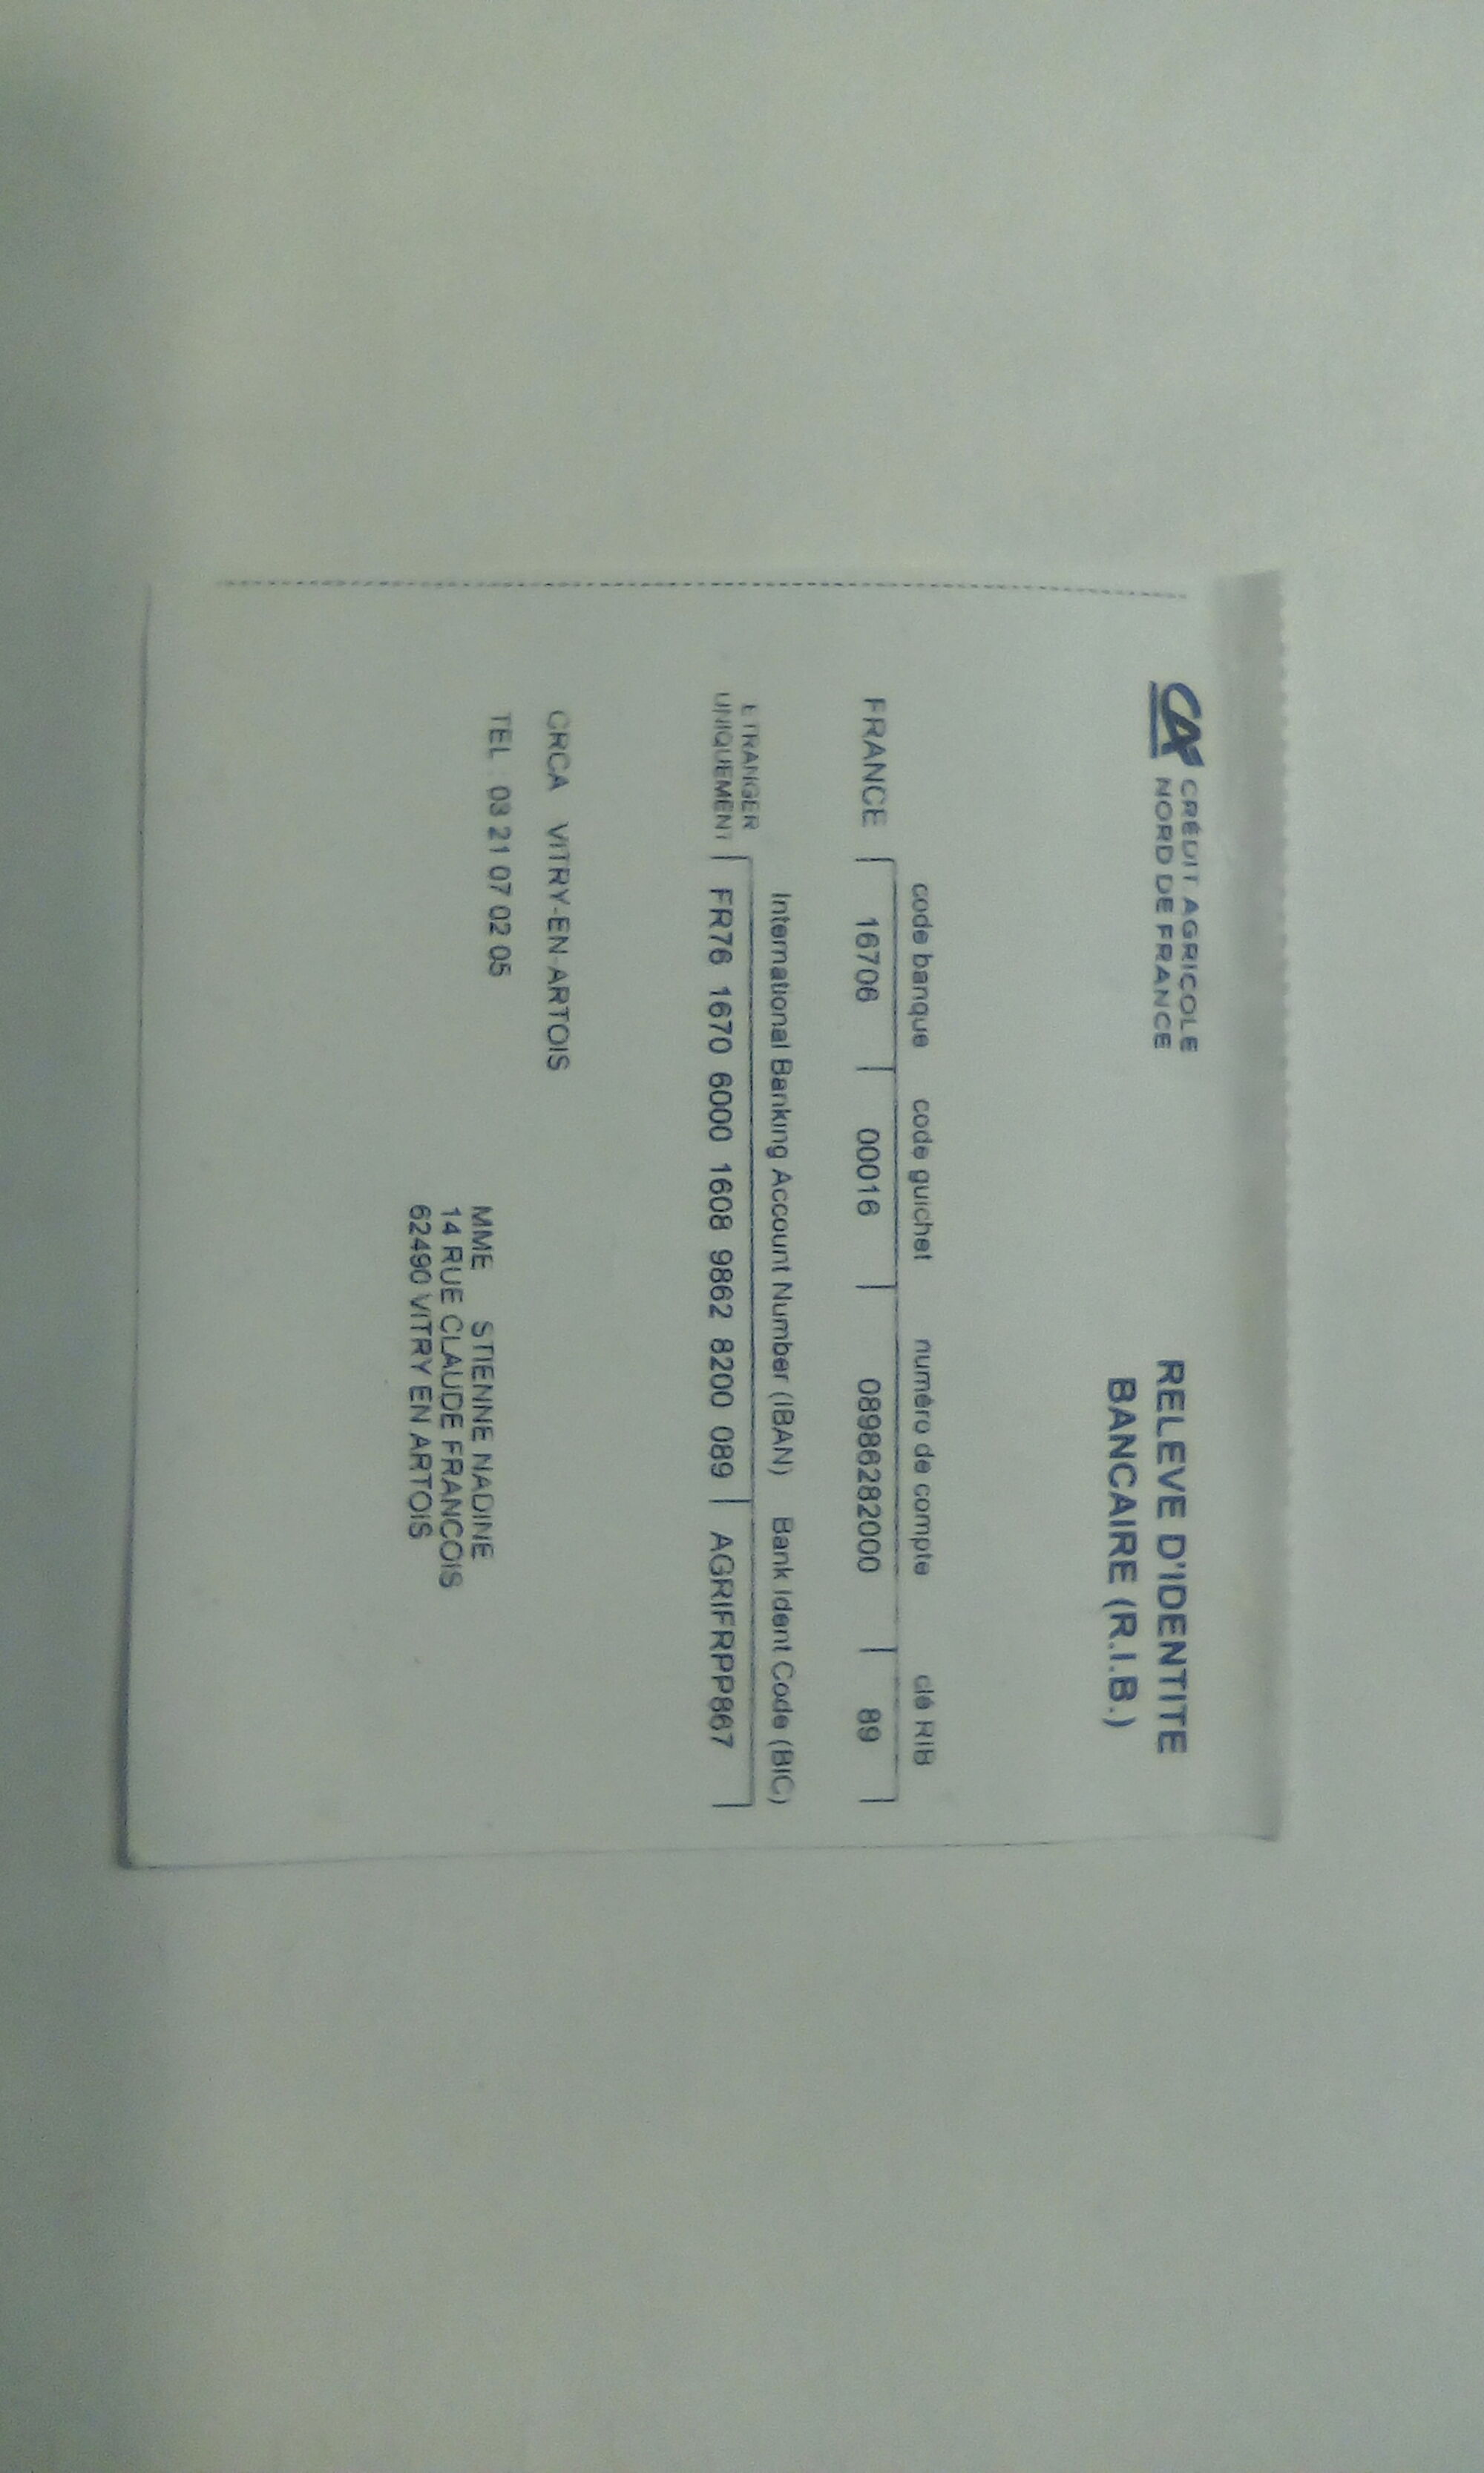 CRÉDIT AGRICOLE
NORD DE FRANCE
RELEVE D'IDENTITE
BANCAIRE (R.I.B.)
code banque code guichet numéro de compte clé RIB
FRANCE 16706 00016 08986282000 89
International Banking Account Number (IBAN) Bank Ident Code (BIC)
ETRANGER
UNIQUEMENT FR76 1670 6000 1608 9862 8200 089 AGRIFRPP867
CRCA VITRY-EN-ARTOIS
TEL : 03 21 07 02 05
MME STIENNE NADINE
14 RUE CLAUDE FRANCOIS
62490 VITRY EN ARTOIS